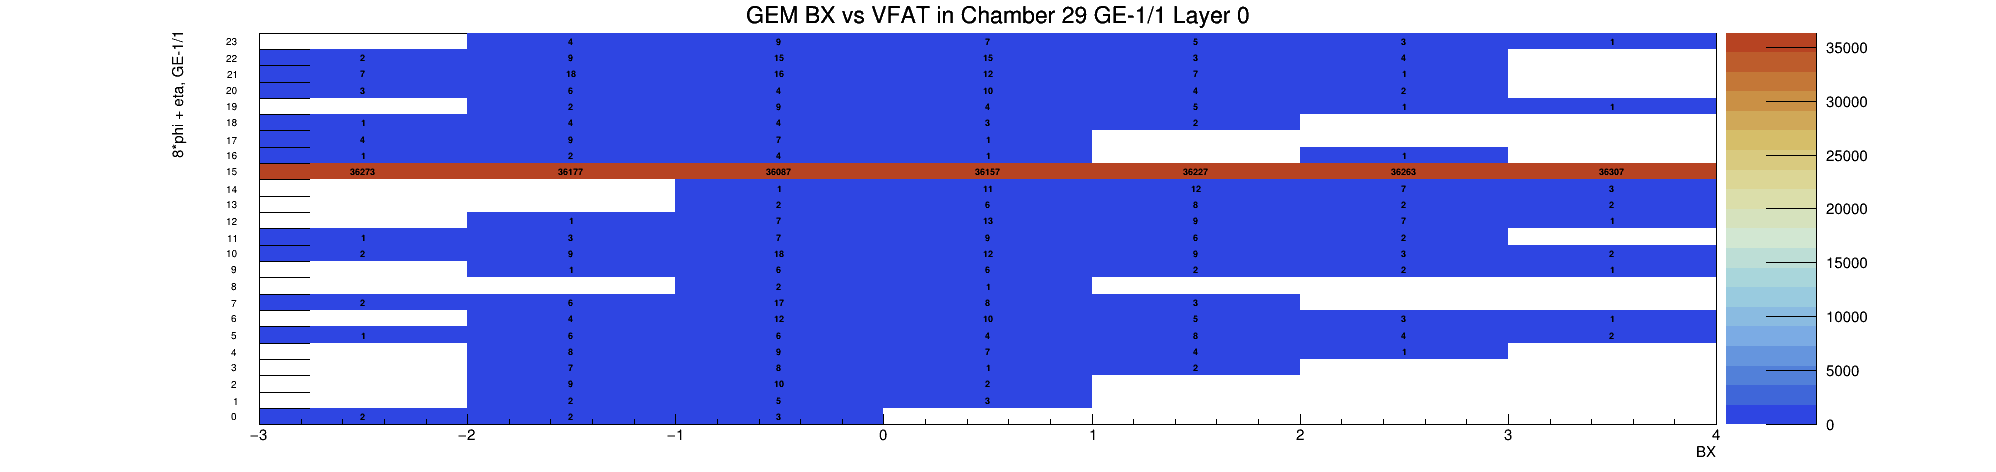 GEM BX vs VFAT in Chamber 29 GE-1/1 Layer 0
8*phi + eta, GE-1/1
23 4 9 7 5 3 1
22 2 9 15 15 3 4
21 7 18 16 12 7 1
20 3 6 4 10 4 2
19 2 9 4 5 1 1
18 1 4 4 3 2
17 4 9 7 1
16 1 2 4 1 1
15 36273 36177 36087 36157 36227 36263 36307
14 1 11 12 7 3
13 2 6 8 2 2
12 1 7 13 9 7 1
11 1 3 7 9 6 2
10 2 9 18 12 9 3 2
9 1 6 6 2 2 1
8 2 1
7 2 6 17 8 3
6 4 12 10 5 3 1
5 1 6 6 4 8 4 2
4 8 9 7 4 1
3 7 8 1 2
2 9 10 2
1 2 5 3
0 2 2 3
−3 −2 −1 0 1 2 3 4
BX
35000
30000
25000
20000
15000
10000
5000
0